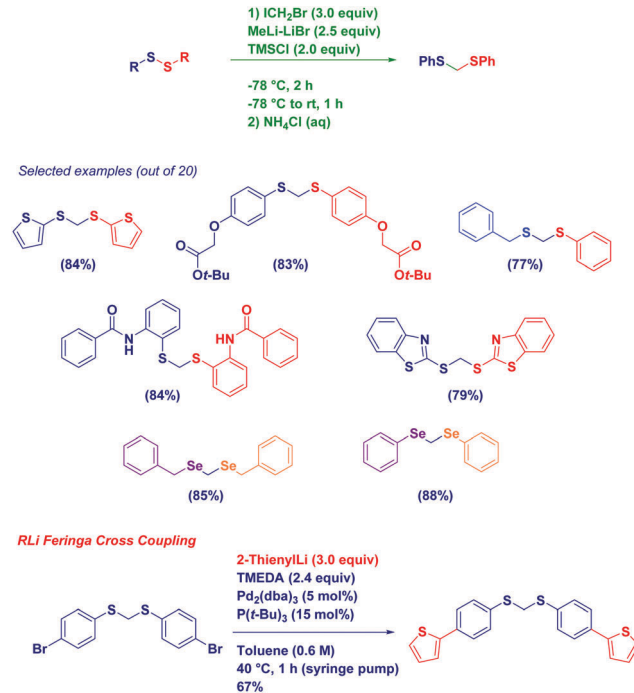 1) ICH2Br (3.0 equiv)
MeLi-LiBr (2.5 equiv)
TMSCl (2.0 equiv)
R S S R
PhS SPh
-78 °C, 2 h
-78 °C to rt, 1 h
2) NH4Cl (aq)
Selected examples (out of 20)
S S S S
(84%)
S S
O O
O O
Ot-Bu Ot-Bu
(83%)
S S
(77%)
O O
N H HN
S S
(84%)
N N
S S S S
(79%)
Se Se
(85%)
Se Se
(88%)
RLi Feringa Cross Coupling
2-ThienylLi (3.0 equiv)
TMEDA (2.4 equiv)
Pd2(dba)3 (5 mol%)
P(t-Bu)3 (15 mol%)
S S
Br Br
S S
S S
Toluene (0.6 M)
40 °C, 1 h (syringe pump)
67%